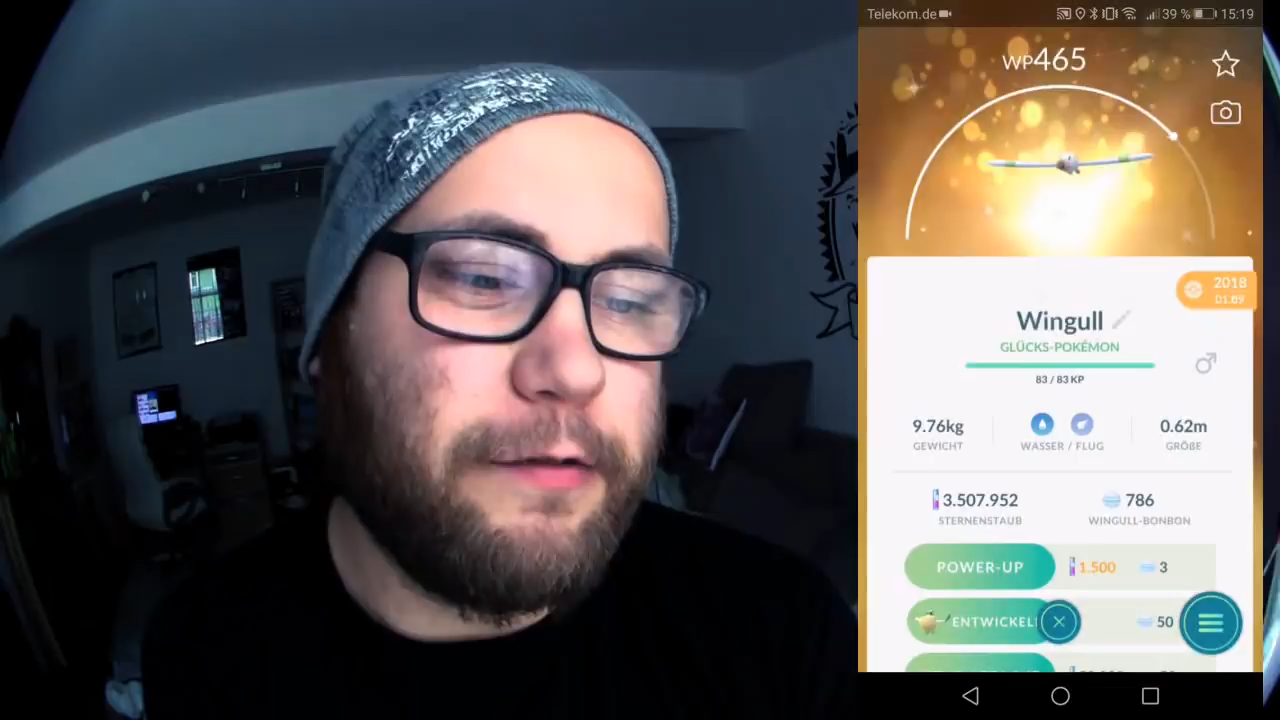 Telekom.de 39 % 15:19
WP465
2018
01.09
Wingull
GLÜCKS-POKÉMON
83 / 83 KP
9.76kg
GEWICHT
WASSER / FLUG
0.62m
GRÖßE
3.507.952
STERNENSTAUB
786
WINGULL-BONBON
POWER-UP 1.500 3
ENTWICKEL 50